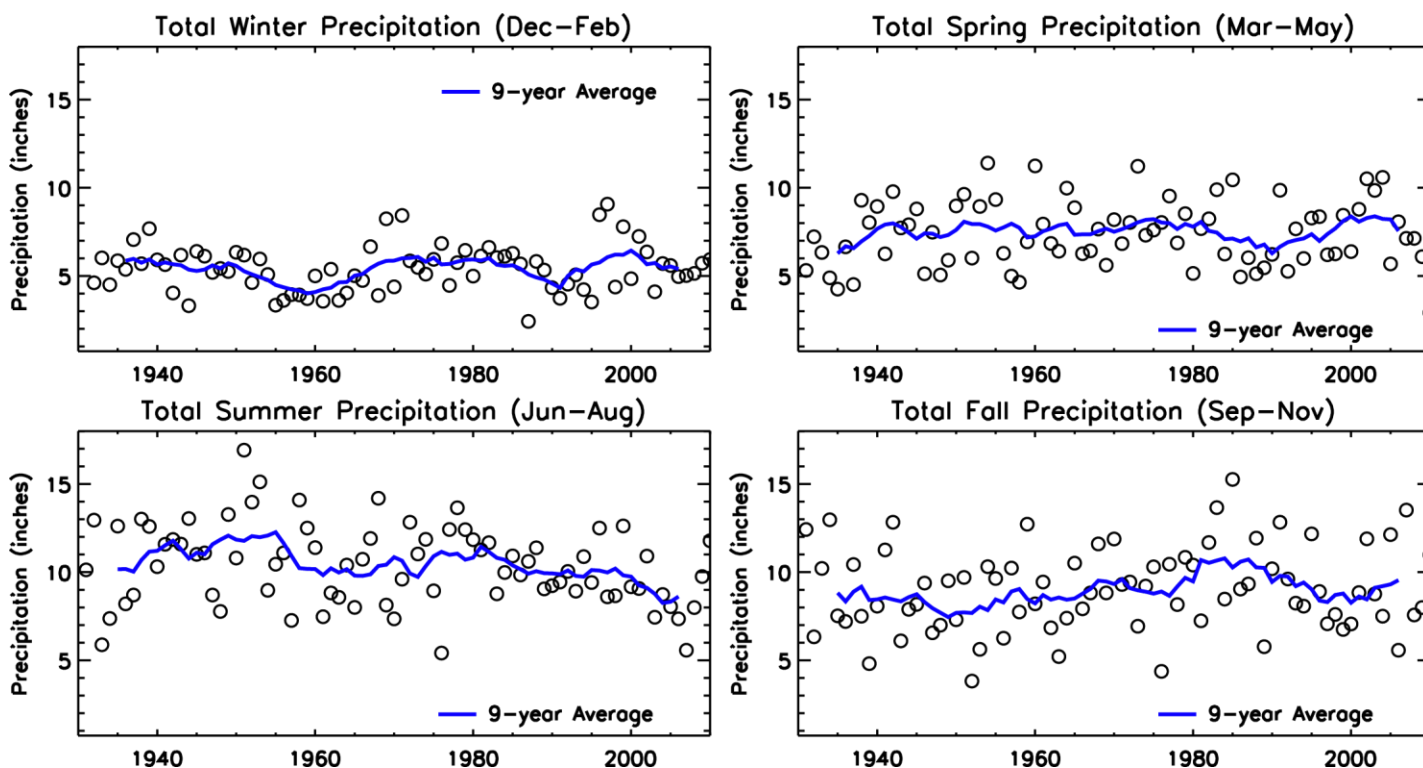 Total Winter Precipitation (Dec-Feb)
Precipitation (inches)
15
10
5
9-year Average
1940 1960 1980 2000
Total Spring Precipitation (Mar-May)
Precipitation (inches)
15
10
5
9-year Average
1940 1960 1980 2000
Total Summer Precipitation (Jun-Aug)
Precipitation (inches)
15
10
5
9-year Average
1940 1960 1980 2000
Total Fall Precipitation (Sep-Nov)
Precipitation (inches)
15
10
5
9-year Average
1940 1960 1980 2000